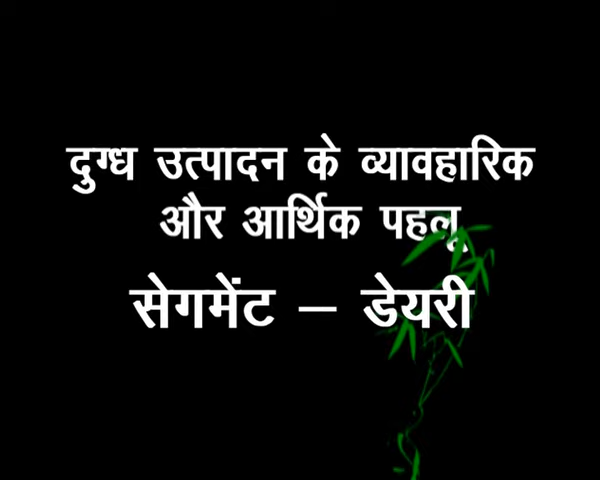 दुग्ध उत्पादन के व्यावहारिक
और आर्थिक पहलू
सेगमेंट – डेयरी